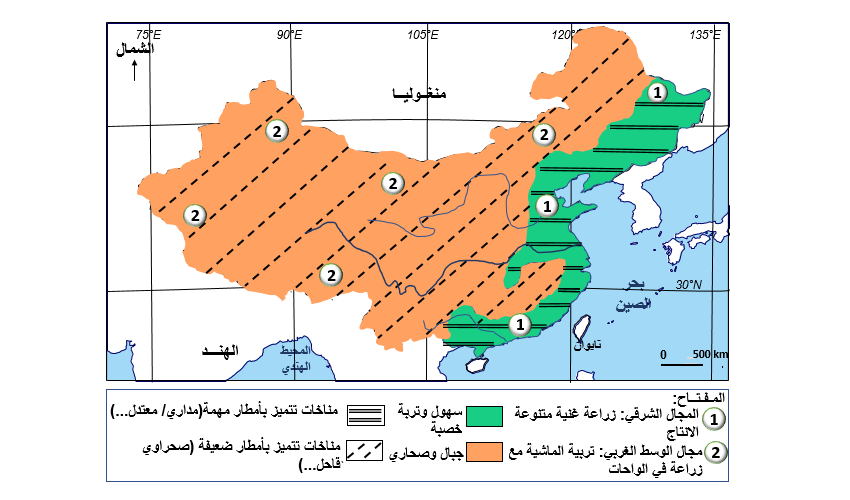 75°E 90°E 105°E 120°E 135°E
الشمال
منغوليــا
1
2
2
2
1
2
2
1
30°N
بحر
الصين
تايوان
الهنـد
المحيط
الهندي
0 500 km
المـفـتــاح:
1 المجال الشرقي: زراعة غنية متنوعة
الانتاج
سهول وتربة
خصبة
مناخات تتميز بأمطار مهمة(مداري/ معتدل...)
2 مجال الوسط الغربي: تربية الماشية مع
زراعة في الواحات
جبال وصحاري
مناخات تتميز بأمطار ضعيفة (صحراوي
قاحل...)